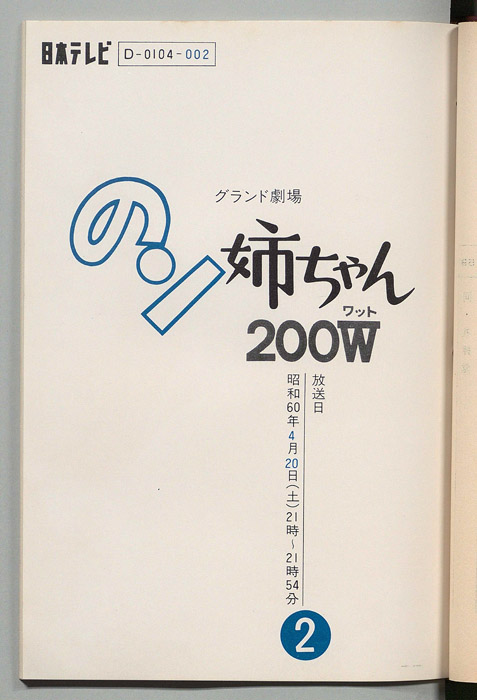 日本テレビ
D-0104-002
グランド劇場
の!
姉ちゃん
ワット
200W
放送日
昭和60年4月20日(土)21時~21時54分
2